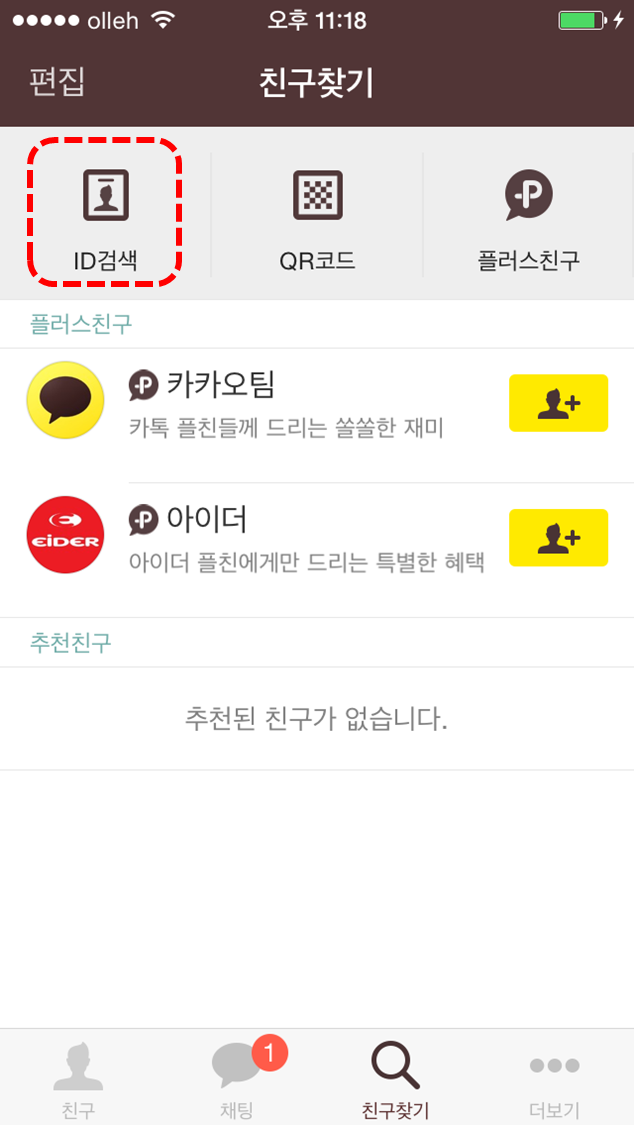 olleh 오후 11:18
편집 친구찾기
ID검색 QR코드 플러스친구
플러스친구
카카오팀
카톡 플친들께 드리는 쏠쏠한 재미
EiDER
아이더
아이더 플친에게만 드리는 특별한 혜택
추천친구
추천된 친구가 없습니다.
1
친구 채팅 친구찾기 더보기